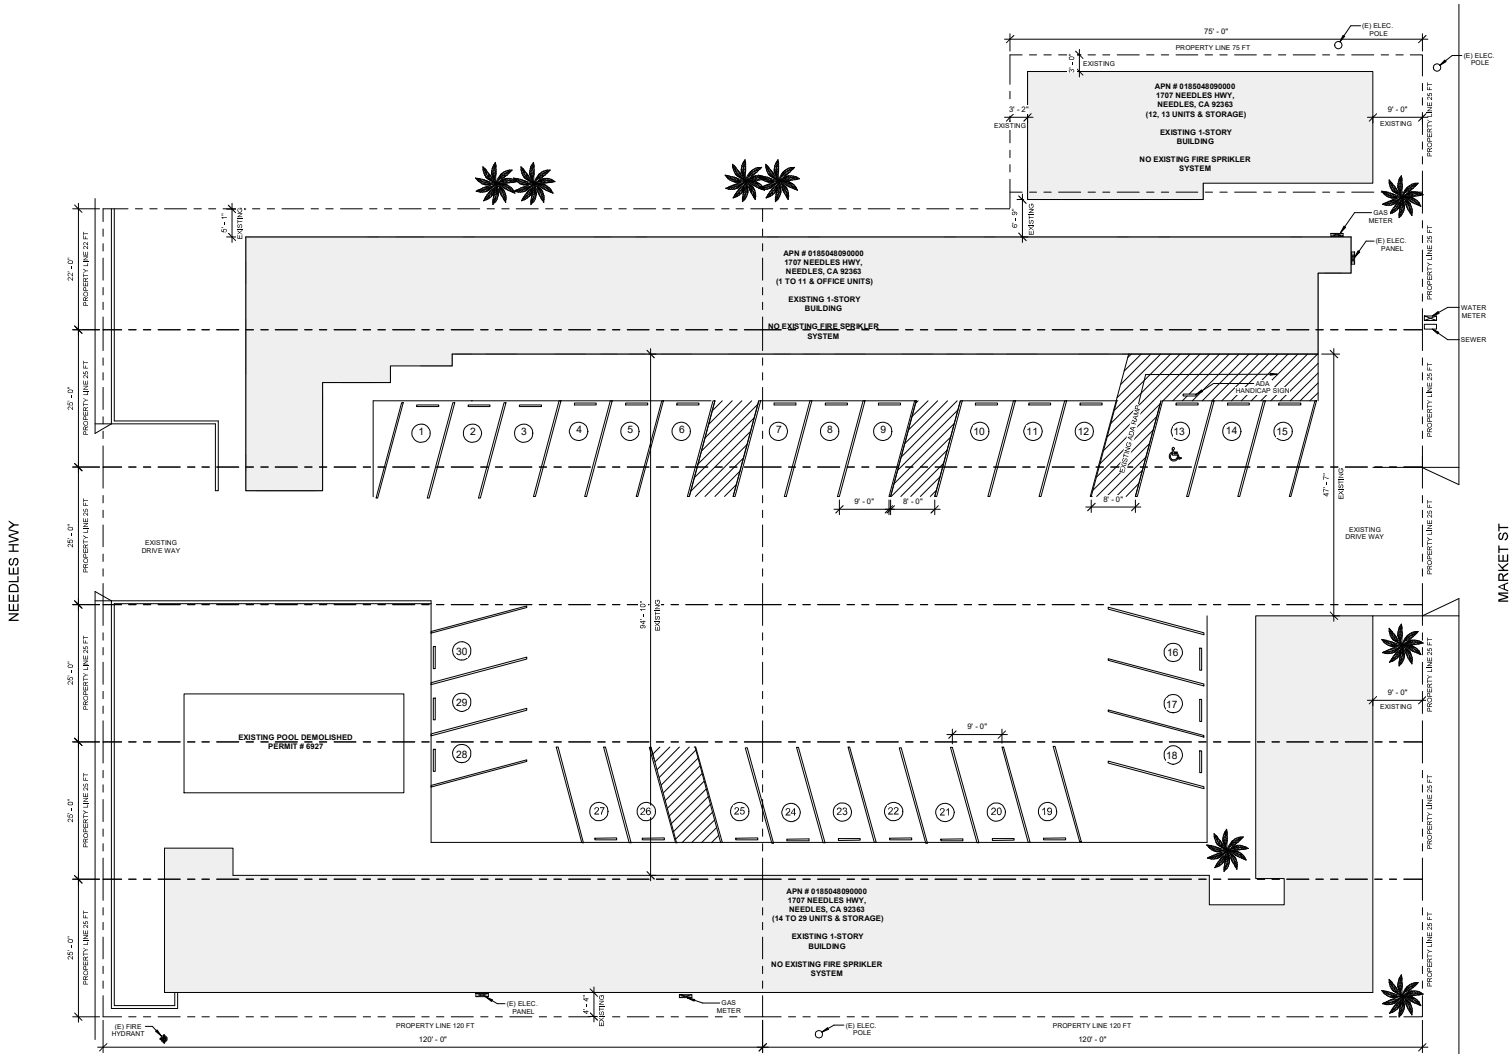 75' - 0"
PROPERTY LINE 75 FT
(E) ELEC.
POLE
(E) ELEC.
POLE
3' - 0"
EXISTING
APN # 0185048090000
1707 NEEDLES HWY,
NEEDLES, CA 92363
(12, 13 UNITS & STORAGE)
EXISTING 1-STORY
BUILDING
NO EXISTING FIRE SPRIKLER
SYSTEM
3' - 2"
EXISTING
9' - 0"
EXISTING
PROPERTY LINE 25 FT
5' - 1"
EXISTING
6' - 9"
EXISTING
GAS
METER
(E) ELEC.
PANEL
22' - 0"
PROPERTY LINE 22 FT
APN # 0185048090000
1707 NEEDLES HWY,
NEEDLES, CA 92363
(1 TO 11 & OFFICE UNITS)
EXISTING 1-STORY
BUILDING
NO EXISTING FIRE SPRIKLER
SYSTEM
PROPERTY LINE 25 FT
WATER
METER
SEWER
25' - 0"
PROPERTY LINE 25 FT
ADA
HANDICAP SIGN
EXISTING ADA RAMP
PROPERTY LINE 25 FT
1
2
3
4
5
6
7
8
9
10
11
12
13
14
15
9' - 0"
8' - 0"
8' - 0"
47' - 7"
EXISTING
NEEDLES HWY
25' - 0"
PROPERTY LINE 25 FT
EXISTING
DRIVE WAY
EXISTING
DRIVE WAY
PROPERTY LINE 25 FT
MARKET ST
94' - 10"
EXISTING
25' - 0"
PROPERTY LINE 25 FT
30
29
28
16
17
18
PROPERTY LINE 25 FT
9' - 0"
EXISTING
EXISTING POOL DEMOLISHED
PERMIT # 6927
9' - 0"
25' - 0"
PROPERTY LINE 25 FT
27
26
25
24
23
22
21
20
19
PROPERTY LINE 25 FT
25' - 0"
PROPERTY LINE 25 FT
APN # 0185048090000
1707 NEEDLES HWY,
NEEDLES, CA 92363
(14 TO 29 UNITS & STORAGE)
EXISTING 1-STORY
BUILDING
NO EXISTING FIRE SPRIKLER
SYSTEM
PROPERTY LINE 25 FT
(E) ELEC.
PANEL
4' - 4"
EXISTING
GAS
METER
(E) FIRE
HYDRANT
PROPERTY LINE 120 FT
(E) ELEC.
POLE
PROPERTY LINE 120 FT
120' - 0"
120' - 0"